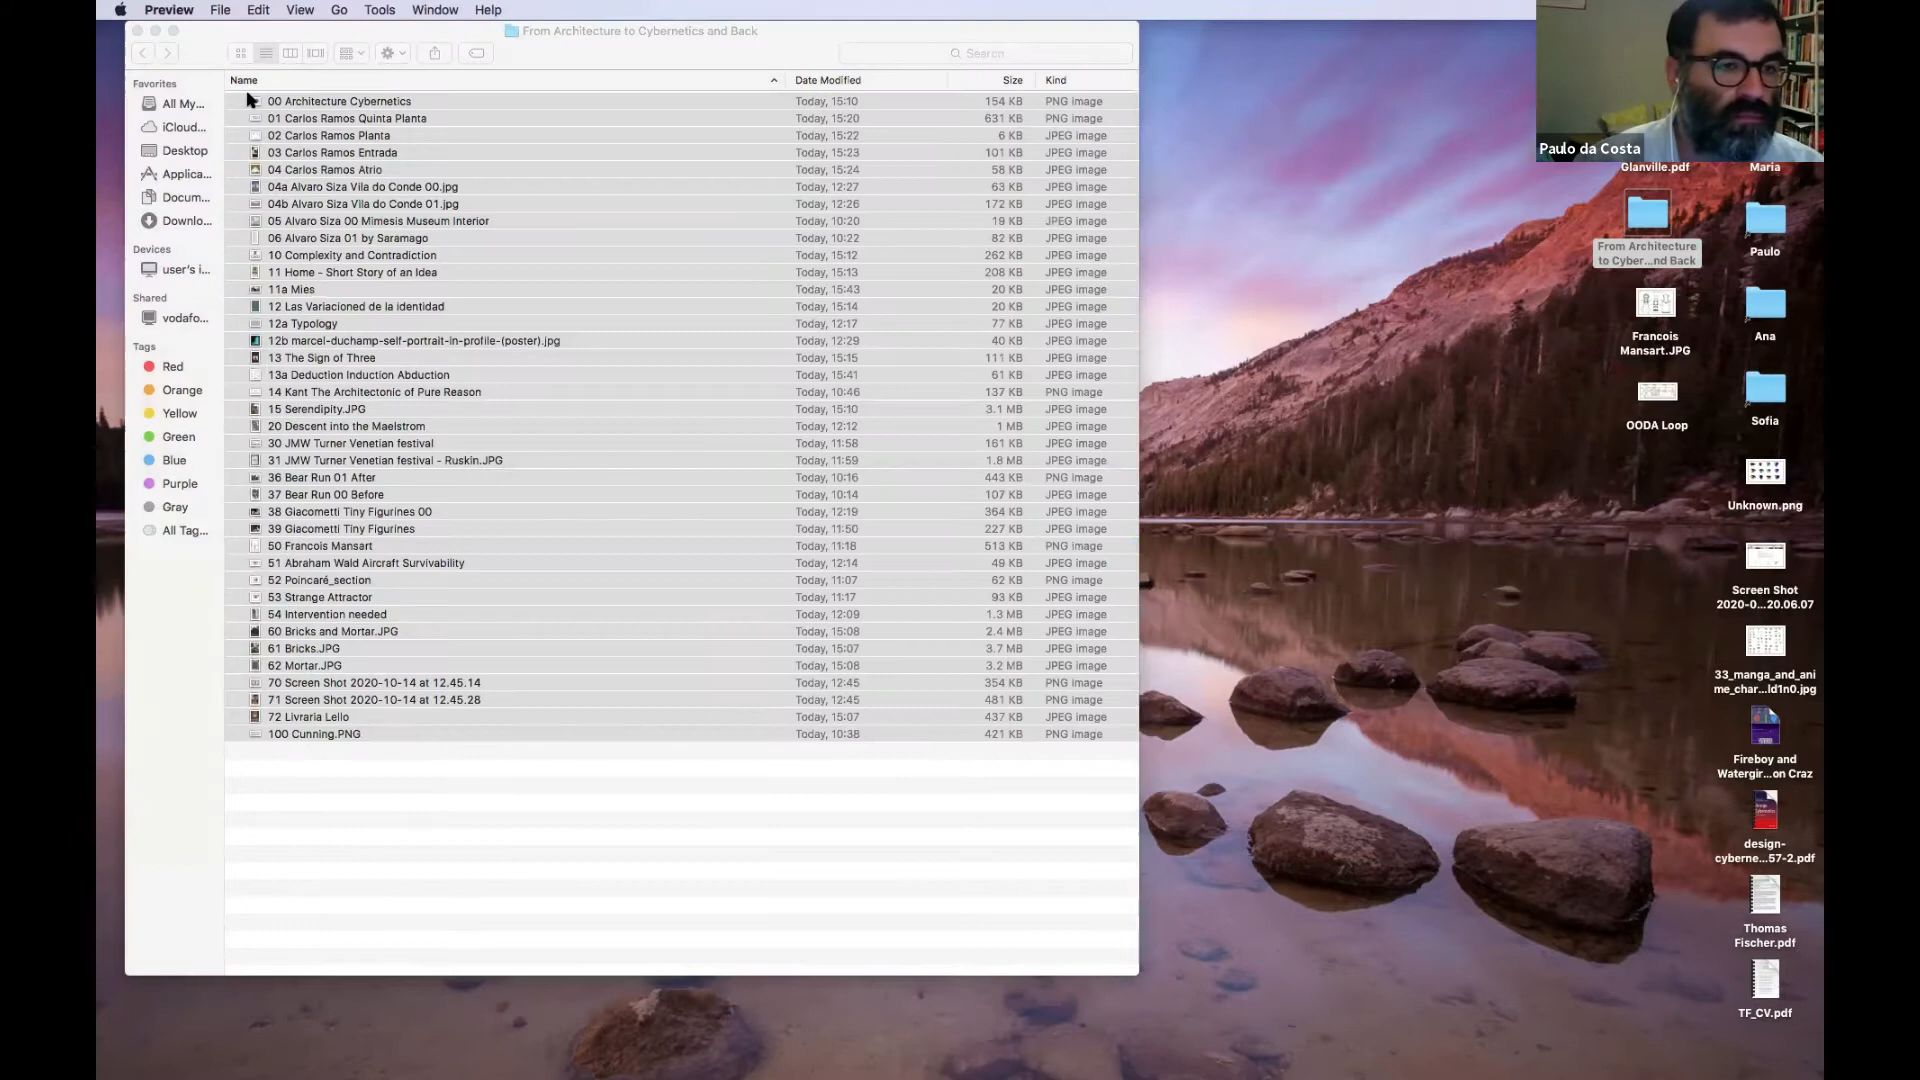 Preview File Edit View Go Tools Window Help
From Architecture to Cybernetics and Back
Search
Favorites
All My...
iCloud...
Desktop
Applica...
Docum...
Downlo...
Devices
user's i...
Shared
vodafo...
Tags
Red
Orange
Yellow
Green
Blue
Purple
Gray
All Tag...
Name Date Modified Size Kind
00 Architecture Cybernetics Today, 15:10 154 KB PNG image
01 Carlos Ramos Quinta Planta Today, 15:20 631 KB PNG image
02 Carlos Ramos Planta Today, 15:22 6 KB JPEG image
03 Carlos Ramos Entrada Today, 15:23 101 KB JPEG image
04 Carlos Ramos Atrio Today, 15:24 58 KB JPEG image
04a Alvaro Siza Vila do Conde 00.jpg Today, 12:27 63 KB JPEG image
04b Alvaro Siza Vila do Conde 01.jpg Today, 12:26 172 KB JPEG image
05 Alvaro Siza 00 Mimesis Museum Interior Today, 10:20 19 KB JPEG image
06 Alvaro Siza 01 by Saramago Today, 10:22 82 KB JPEG image
10 Complexity and Contradiction Today, 15:12 262 KB JPEG image
11 Home - Short Story of an Idea Today, 15:13 208 KB JPEG image
11a Mies Today, 15:43 20 KB JPEG image
12 Las Variacioned de la identidad Today, 15:14 20 KB JPEG image
12a Typology Today, 12:17 77 KB JPEG image
12b marcel-duchamp-self-portrait-in-profile-(poster).jpg Today, 12:29 40 KB JPEG image
13 The Sign of Three Today, 15:15 111 KB JPEG image
13a Deduction Induction Abduction Today, 15:41 61 KB JPEG image
14 Kant The Architectonic of Pure Reason Today, 10:46 137 KB PNG image
15 Serendipity.JPG Today, 15:10 3.1 MB JPEG image
20 Descent into the Maelstrom Today, 12:12 1 MB JPEG image
30 JMW Turner Venetian festival Today, 11:58 161 KB JPEG image
31 JMW Turner Venetian festival - Ruskin.JPG Today, 11:59 1.8 MB JPEG image
36 Bear Run 01 After Today, 10:16 443 KB PNG image
37 Bear Run 00 Before Today, 10:14 107 KB JPEG image
38 Giacometti Tiny Figurines 00 Today, 12:19 364 KB PNG image
39 Giacometti Tiny Figurines Today, 11:50 227 KB PNG image
50 Francois Mansart Today, 11:18 513 KB PNG image
51 Abraham Wald Aircraft Survivability Today, 12:14 49 KB JPEG image
52 Poincaré_section Today, 11:07 62 KB PNG image
53 Strange Attractor Today, 11:17 93 KB JPEG image
54 Intervention needed Today, 12:09 1.3 MB JPEG image
60 Bricks and Mortar.JPG Today, 15:08 2.4 MB JPEG image
61 Bricks.JPG Today, 15:07 3.7 MB JPEG image
62 Mortar.JPG Today, 15:08 3.2 MB JPEG image
70 Screen Shot 2020-10-14 at 12.45.14 Today, 12:45 354 KB PNG image
71 Screen Shot 2020-10-14 at 12.45.28 Today, 12:45 481 KB PNG image
72 Livraria Lello Today, 15:07 437 KB JPEG image
100 Cunning.PNG Today, 10:38 421 KB PNG image
Paulo da Costa
Glanville.pdf
Maria
From Architecture
to Cyber...nd Back
Paulo
Francois
Mansart.JPG
Ana
OODA Loop
Sofia
Unknown.png
Screen Shot
2020-0...20.06.07
33_manga_and_ani
me_char...ld1n0.jpg
Fireboy and
Watergir...on Craz
design-
cyberne...57-2.pdf
Thomas
Fischer.pdf
TF_CV.pdf